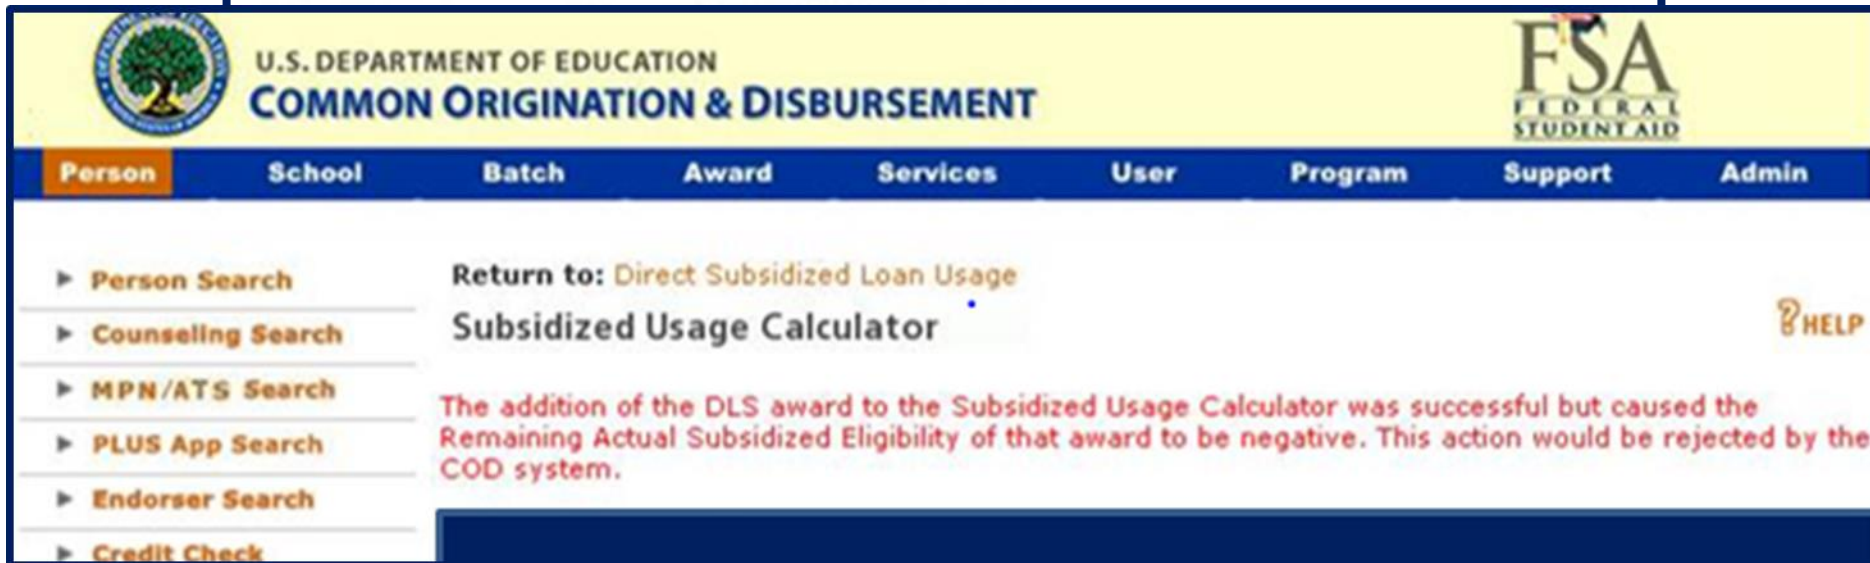 U.S. DEPARTMENT OF EDUCATION
COMMON ORIGINATION & DISBURSEMENT
FSA
FEDERAL
STUDENT AID
Person School Batch Award Services User Program Support Admin
Person Search
Counseling Search
MPN/ATS Search
PLUS App Search
Endorser Search
Credit Check
Return to: Direct Subsidized Loan Usage
Subsidized Usage Calculator
?HELP
The addition of the DLS award to the Subsidized Usage Calculator was successful but caused the
Remaining Actual Subsidized Eligibility of that award to be negative. This action would be rejected by the
COD system.